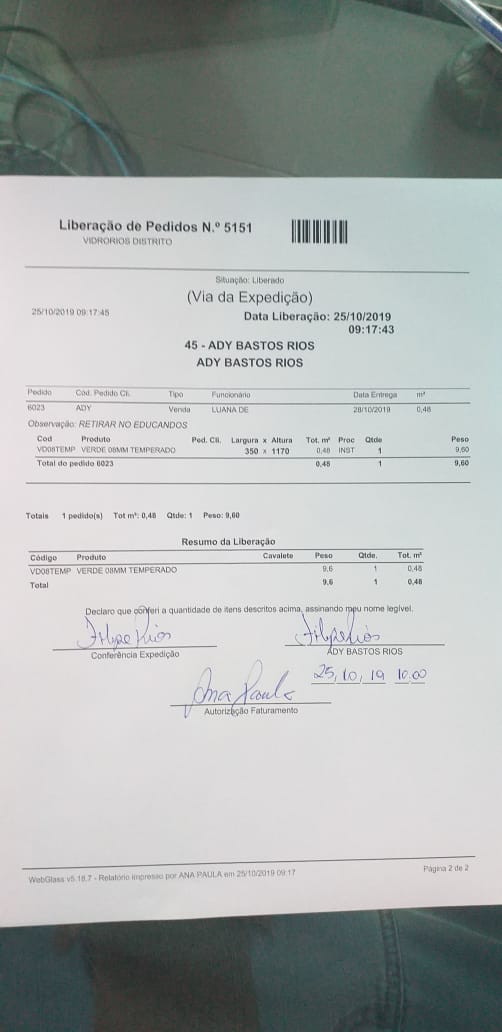 Liberação de Pedidos N.º 5151
VIDRORIOS DISTRITO
Situação: Liberado
(Via da Expedição)
25/10/2019 09:17:45
Data Liberação: 25/10/2019
09:17:43
45 - ADY BASTOS RIOS
ADY BASTOS RIOS
Pedido Cód. Pedido Cli. Tipo Funcionário Data Entrega m²
6023 ADY Venda LUANA DE 28/10/2019 0,48
Observação: RETIRAR NO EDUCANDOS
Cod Produto Ped. Cli. Largura x Altura Tot. m² Proc Qtde Peso
VD08TEMP VERDE 08MM TEMPERADO 350 x 1170 0,48 INST 1 9,60
Total do pedido 6023 0,48 1 9,60
Totais 1 pedido(s) Tot m²: 0,48 Qtde: 1 Peso: 9,60
Resumo da Liberação
Código Produto Cavalete Peso Qtde. Tot. m²
VD08TEMP VERDE 08MM TEMPERADO 9,6 1 0,48
Total 9,6 1 0,48
Declaro que conferi a quantidade de itens descritos acima, assinando meu nome legível.
Filipe Rios Filipe Rios
Conferência Expedição ADY BASTOS RIOS
25/10/19 10:00
Ana Paula
Autorização Faturamento
WebGlass v5.18.7 - Relatório impresso por ANA PAULA em 25/10/2019 09:17 Página 2 de 2